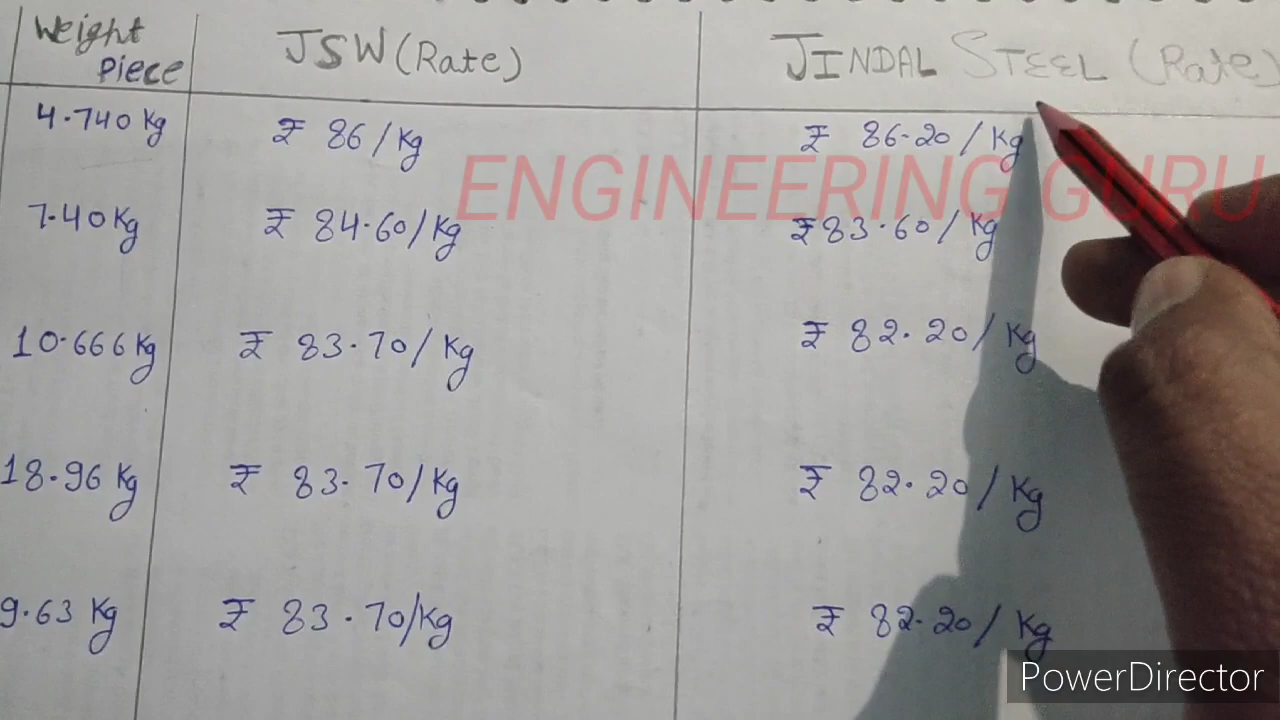 Weight Piece JSW (Rate) JINDAL STEEL (Rate)
4.740 Kg ₹ 86 / Kg ₹ 86.20 / Kg
ENGINEERING GURU
7.40 Kg ₹ 84.60 / Kg ₹ 83.60 / Kg
10.666 Kg ₹ 83.70 / Kg ₹ 82.20 / Kg
18.96 Kg ₹ 83.70 / Kg ₹ 82.20 / Kg
9.63 Kg ₹ 83.70 / Kg ₹ 82.20 / Kg
PowerDirector